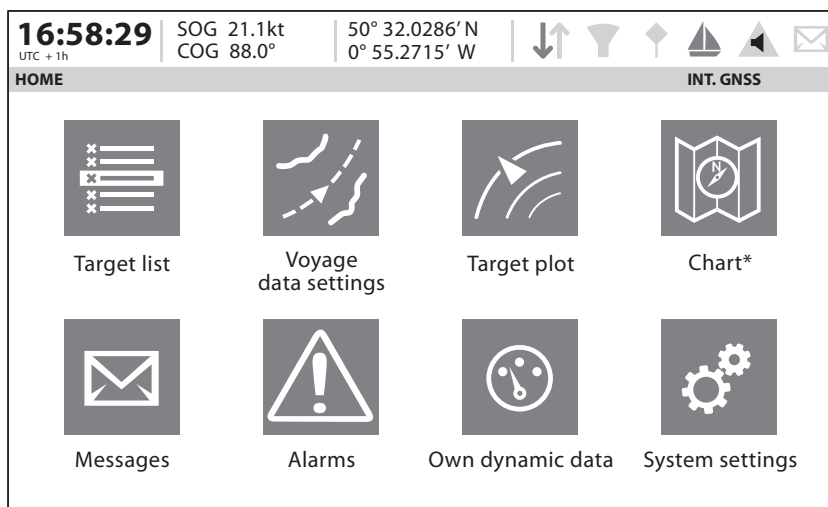 16:58:29
UTC + 1h
SOG 21.1kt
COG 88.0°
50° 32.0286′ N
0° 55.2715′ W
HOME
INT. GNSS
Target list
Voyage
data settings
Target plot
N
Chart*
Messages
Alarms
Own dynamic data
System settings